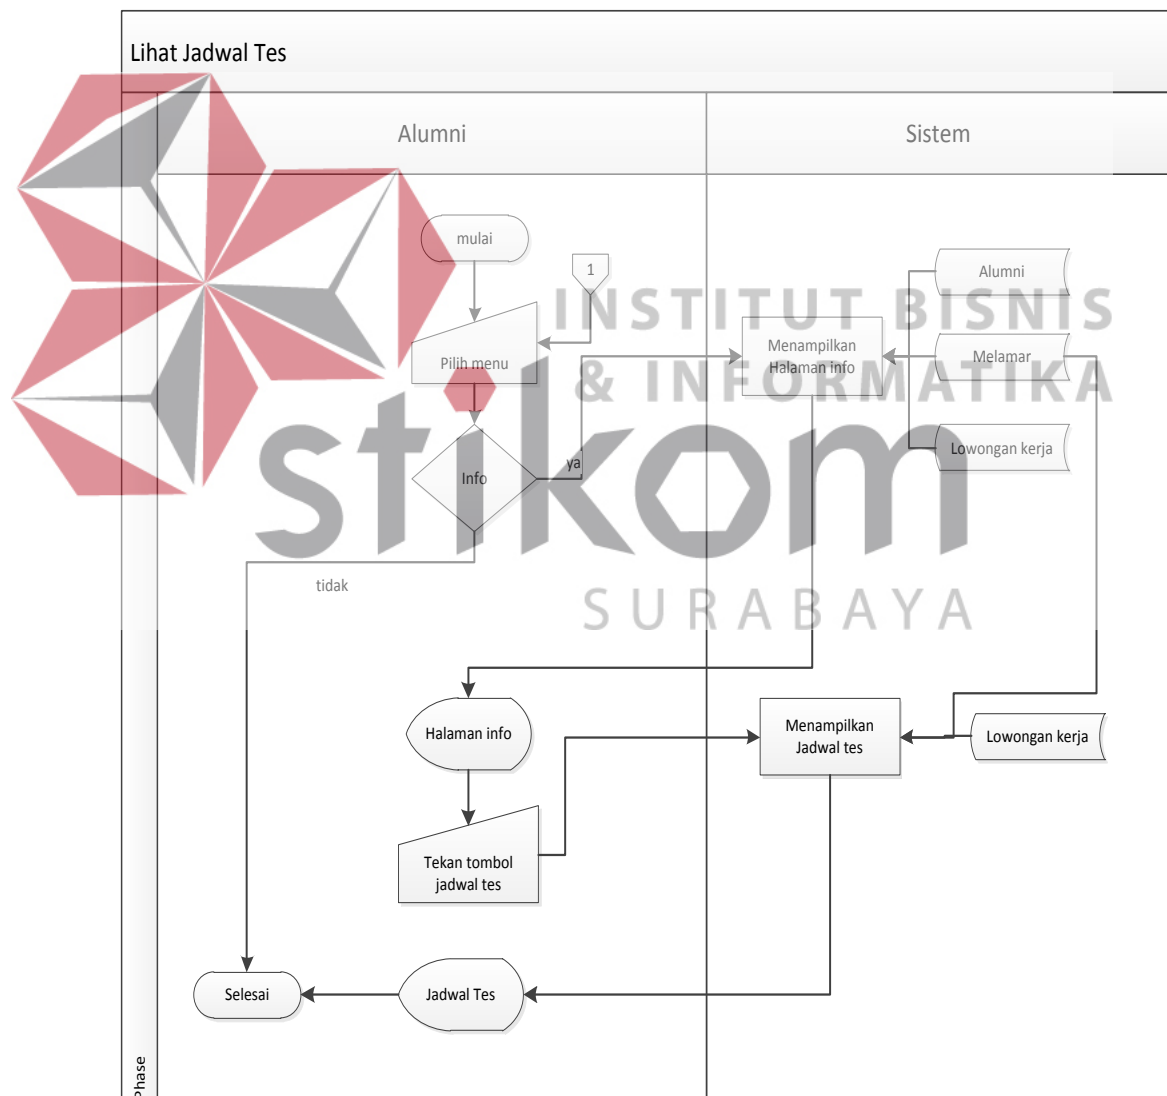 Lihat Jadwal Tes
Alumni
Sistem
mulai
1
Alumni
INSTITUT BISNIS
Menampilkan
Halaman info
Melamar
Pilih menu
& INFORMATIKA
stikom
Lowongan kerja
ya
Info
tidak
SURABAYA
Halaman info
Menampilkan
Jadwal tes
Lowongan kerja
Tekan tombol
jadwal tes
Selesai
Jadwal Tes
Phase